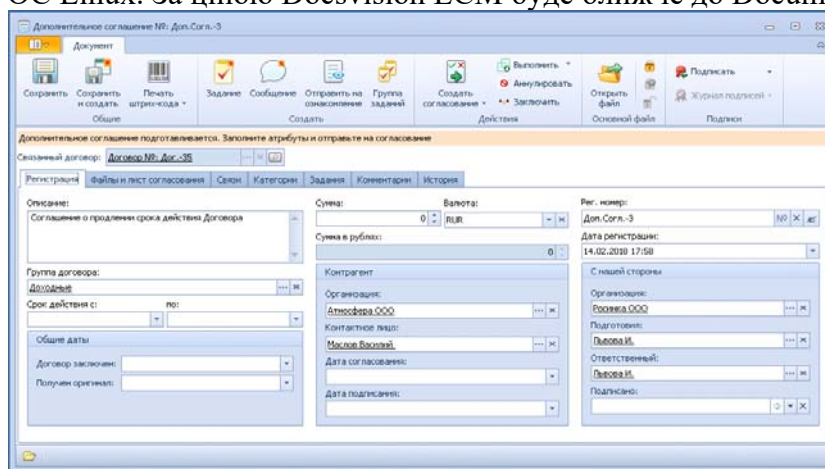 ОС Linux. За ціною Docsvision ECM буде ближче до Docum
Дополнительное соглашение №: Доп.Согл.-3
Документ
Сохранить
Сохранить и создать
Печать штрих-кода
Общие
Задание
Сообщение
Отправить на ознакомление
Группа заданий
Создать
Создать согласование
Выполнить
Аннулировать
Заключить
Действия
Открыть файл
Основной файл
Подписать
Журнал подписей
Подписи
Дополнительное соглашение подготавливается. Заполните атрибуты и отправьте на согласование
Связанный договор: Договор №: Дог.-35
Регистрация Файлы и лист согласования Связи Категории Задания Комментарии История
Описание: Сумма: Валюта: Рег. номер:
Соглашение о продлении срока действия Договора 0 RUR Доп.Согл.-3 №
Сумма в рублях: Дата регистрации:
0 14.02.2018 17:58
Группа договора: Контрагент С нашей стороны
Доходные Организация: Организация:
Срок действия с: по: Атмосфера ООО Росинка ООО
Контактное лицо: Подготовил:
Общие даты Маслов Василий Львова И.
Договор заключен: Дата согласования: Ответственный:
Получен оригинал: Львова И.
Дата подписания: Подписано: